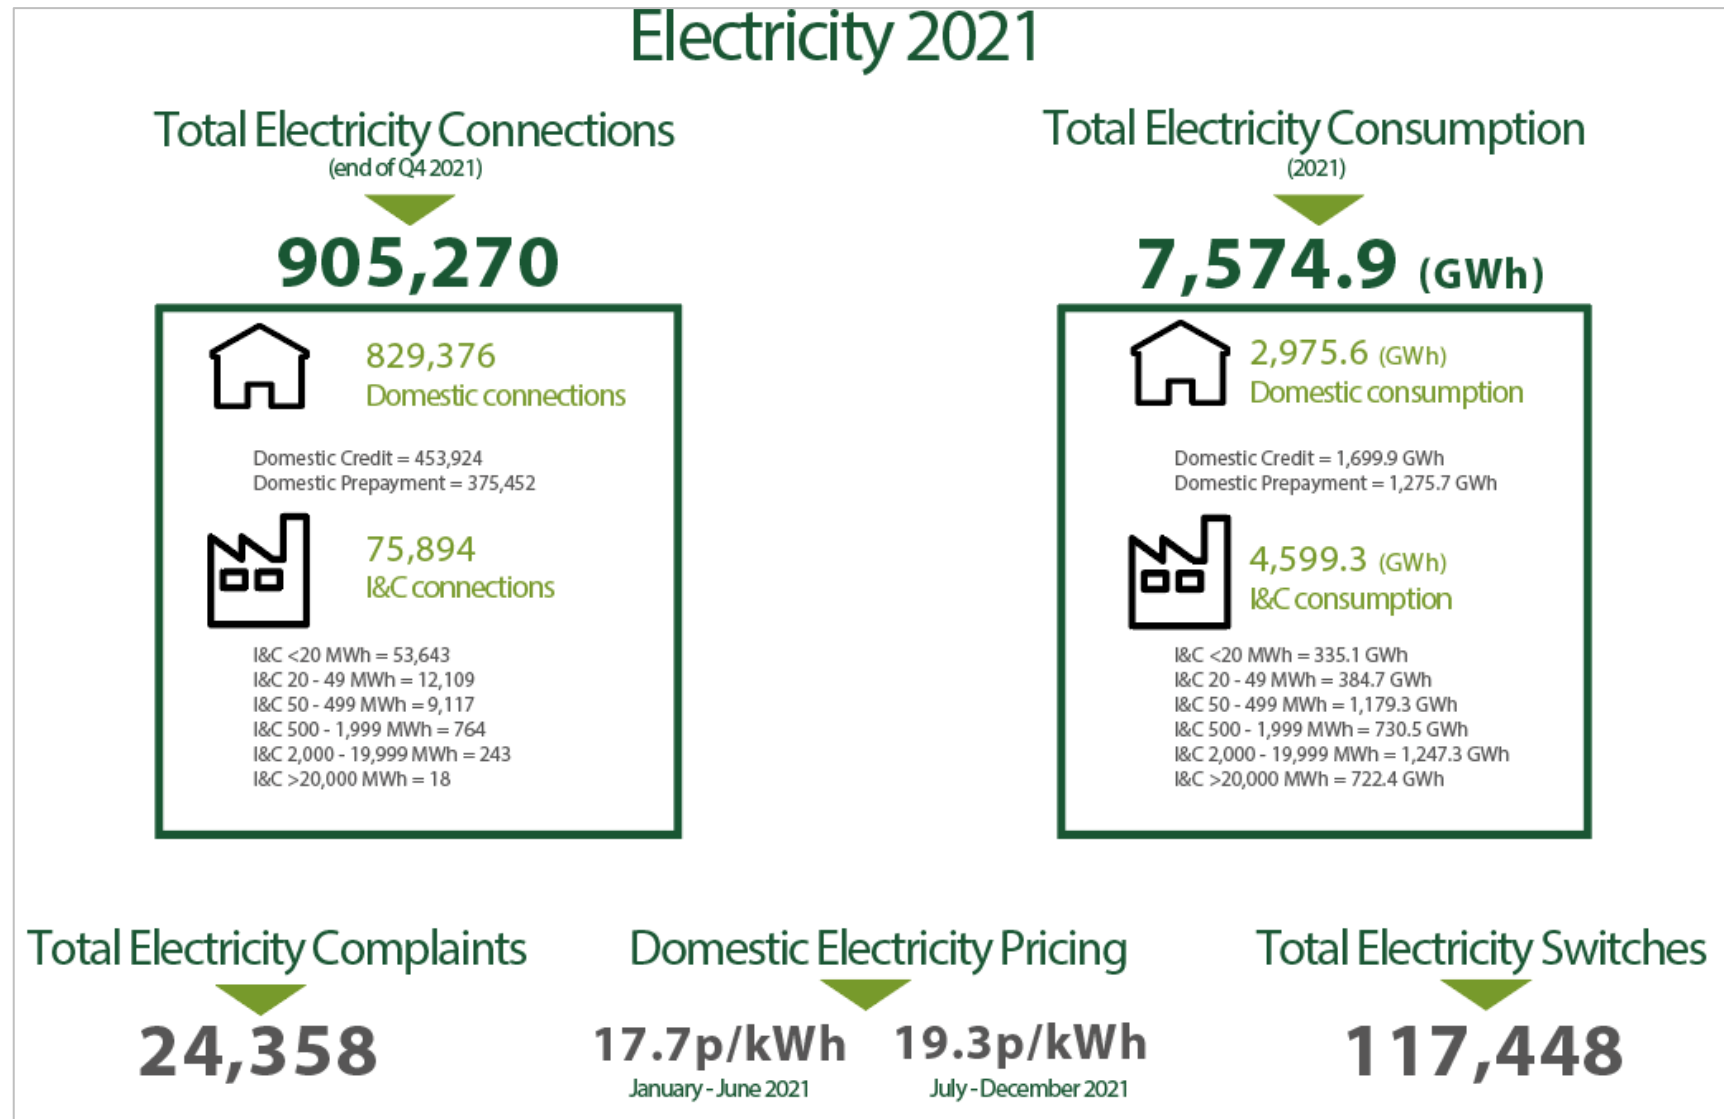 Electricity 2021
Total Electricity Connections
(end of Q4 2021)
905,270
829,376
Domestic connections
Domestic Credit = 453,924
Domestic Prepayment = 375,452
75,894
I&C connections
I&C <20 MWh = 53,643
I&C 20 - 49 MWh = 12,109
I&C 50 - 499 MWh = 9,117
I&C 500 - 1,999 MWh = 764
I&C 2,000 - 19,999 MWh = 243
I&C >20,000 MWh = 18
Total Electricity Consumption
(2021)
7,574.9 (GWh)
2,975.6 (GWh)
Domestic consumption
Domestic Credit = 1,699.9 GWh
Domestic Prepayment = 1,275.7 GWh
4,599.3 (GWh)
I&C consumption
I&C <20 MWh = 335.1 GWh
I&C 20 - 49 MWh = 384.7 GWh
I&C 50 - 499 MWh = 1,179.3 GWh
I&C 500 - 1,999 MWh = 730.5 GWh
I&C 2,000 - 19,999 MWh = 1,247.3 GWh
I&C >20,000 MWh = 722.4 GWh
Total Electricity Complaints
24,358
Domestic Electricity Pricing
17.7p/kWh 19.3p/kWh
January - June 2021 July - December 2021
Total Electricity Switches
117,448